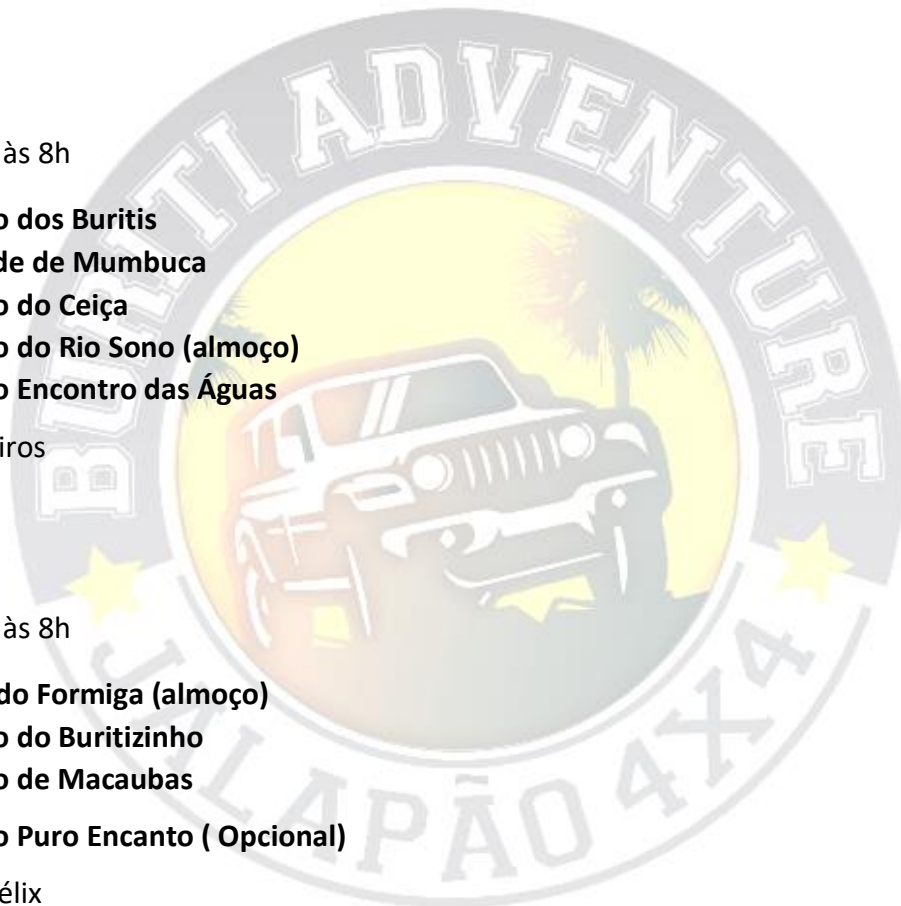 às 8h
o dos Buritis
de de Mumbuca
o do Ceiça
o do Rio Sono (almoço)
o Encontro das Águas
iros
às 8h
do Formiga (almoço)
o do Buritizinho
o de Macaubas
o Puro Encanto ( Opcional)
élix
BURITI ADVENTURE
JALAPÃO 4X4